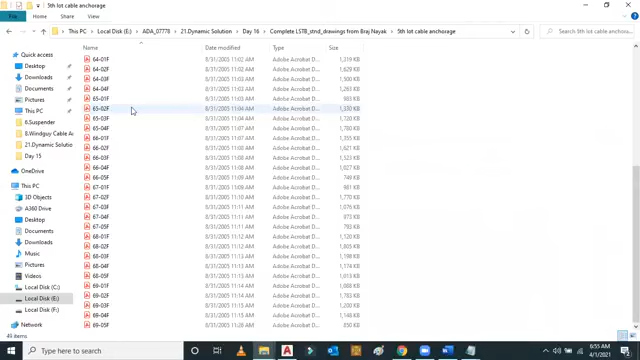 5th lot cable anchorage
File Home Share View
This PC > Local Disk (E:) > ADA_07778 > 21.Dynamic Solution > Day 16 > Complete LSTB_stnd_drawings from Braj Nayak > 5th lot cable anchorage
Search 5th lot cable anchorage
Name Date modified Type Size
Quick access
Desktop
Downloads
Documents
Pictures
This PC
6.Suspender
8.Windguy Cable An
21.Dynamic Solutio
Day 15
OneDrive
This PC
3D Objects
A360 Drive
Desktop
Documents
Downloads
Music
Pictures
Videos
Local Disk (C:)
Local Disk (E:)
Local Disk (F:)
Network
64-01F 8/31/2005 11:02 AM Adobe Acrobat D... 1,319 KB
64-02F 8/31/2005 11:02 AM Adobe Acrobat D... 1,629 KB
64-03F 8/31/2005 11:02 AM Adobe Acrobat D... 1,500 KB
64-04F 8/31/2005 11:03 AM Adobe Acrobat D... 1,263 KB
65-01F 8/31/2005 11:03 AM Adobe Acrobat D... 933 KB
65-02F 8/31/2005 11:04 AM Adobe Acrobat D... 1,330 KB
65-03F 8/31/2005 11:04 AM Adobe Acrobat D... 1,720 KB
65-04F 8/31/2005 11:05 AM Adobe Acrobat D... 1,780 KB
66-01F 8/31/2005 11:08 AM Adobe Acrobat D... 1,355 KB
66-02F 8/31/2005 11:08 AM Adobe Acrobat D... 1,621 KB
66-03F 8/31/2005 11:09 AM Adobe Acrobat D... 1,523 KB
66-04F 8/31/2005 11:09 AM Adobe Acrobat D... 1,027 KB
66-05F 8/31/2005 11:09 AM Adobe Acrobat D... 749 KB
67-01F 8/31/2005 11:09 AM Adobe Acrobat D... 981 KB
67-02F 8/31/2005 11:10 AM Adobe Acrobat D... 1,770 KB
67-03F 8/31/2005 11:11 AM Adobe Acrobat D... 1,076 KB
67-04F 8/31/2005 11:11 AM Adobe Acrobat D... 973 KB
67-05F 8/31/2005 11:11 AM Adobe Acrobat D... 793 KB
68-01F 8/31/2005 11:12 AM Adobe Acrobat D... 1,120 KB
68-02F 8/31/2005 11:12 AM Adobe Acrobat D... 1,805 KB
68-03F 8/31/2005 11:13 AM Adobe Acrobat D... 1,198 KB
68-04F 8/31/2005 11:13 AM Adobe Acrobat D... 1,256 KB
68-05F 8/31/2005 11:13 AM Adobe Acrobat D... 1,014 KB
69-01F 8/31/2005 11:14 AM Adobe Acrobat D... 1,089 KB
69-02F 8/31/2005 11:14 AM Adobe Acrobat D... 1,783 KB
69-03F 8/31/2005 11:15 AM Adobe Acrobat D... 1,195 KB
69-04F 8/31/2005 11:15 AM Adobe Acrobat D... 1,162 KB
69-05F 8/31/2005 11:28 AM Adobe Acrobat D... 850 KB
49 items
Type here to search
6:55 AM
4/1/2021